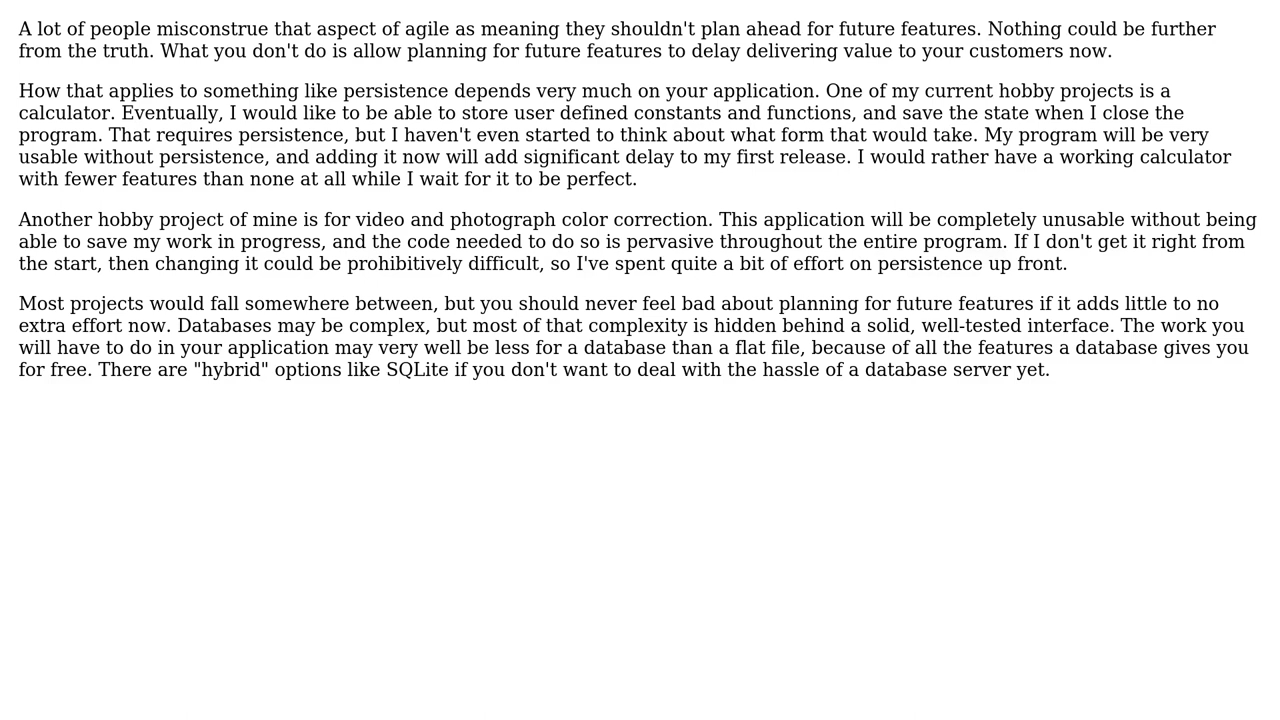 A lot of people misconstrue that aspect of agile as meaning they shouldn't plan ahead for future features. Nothing could be further
from the truth. What you don't do is allow planning for future features to delay delivering value to your customers now.
How that applies to something like persistence depends very much on your application. One of my current hobby projects is a
calculator. Eventually, I would like to be able to store user defined constants and functions, and save the state when I close the
program. That requires persistence, but I haven't even started to think about what form that would take. My program will be very
usable without persistence, and adding it now will add significant delay to my first release. I would rather have a working calculator
with fewer features than none at all while I wait for it to be perfect.
Another hobby project of mine is for video and photograph color correction. This application will be completely unusable without being
able to save my work in progress, and the code needed to do so is pervasive throughout the entire program. If I don't get it right from
the start, then changing it could be prohibitively difficult, so I've spent quite a bit of effort on persistence up front.
Most projects would fall somewhere between, but you should never feel bad about planning for future features if it adds little to no
extra effort now. Databases may be complex, but most of that complexity is hidden behind a solid, well-tested interface. The work you
will have to do in your application may very well be less for a database than a flat file, because of all the features a database gives you
for free. There are "hybrid" options like SQLite if you don't want to deal with the hassle of a database server yet.